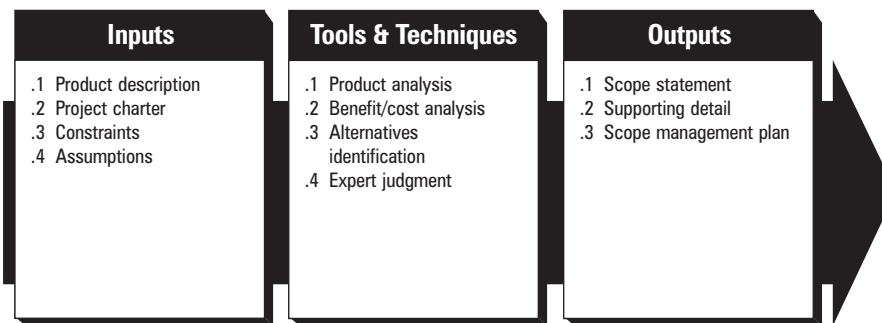 Inputs
.1 Product description
.2 Project charter
.3 Constraints
.4 Assumptions
Tools & Techniques
.1 Product analysis
.2 Benefit/cost analysis
.3 Alternatives
identification
.4 Expert judgment
Outputs
.1 Scope statement
.2 Supporting detail
.3 Scope management plan